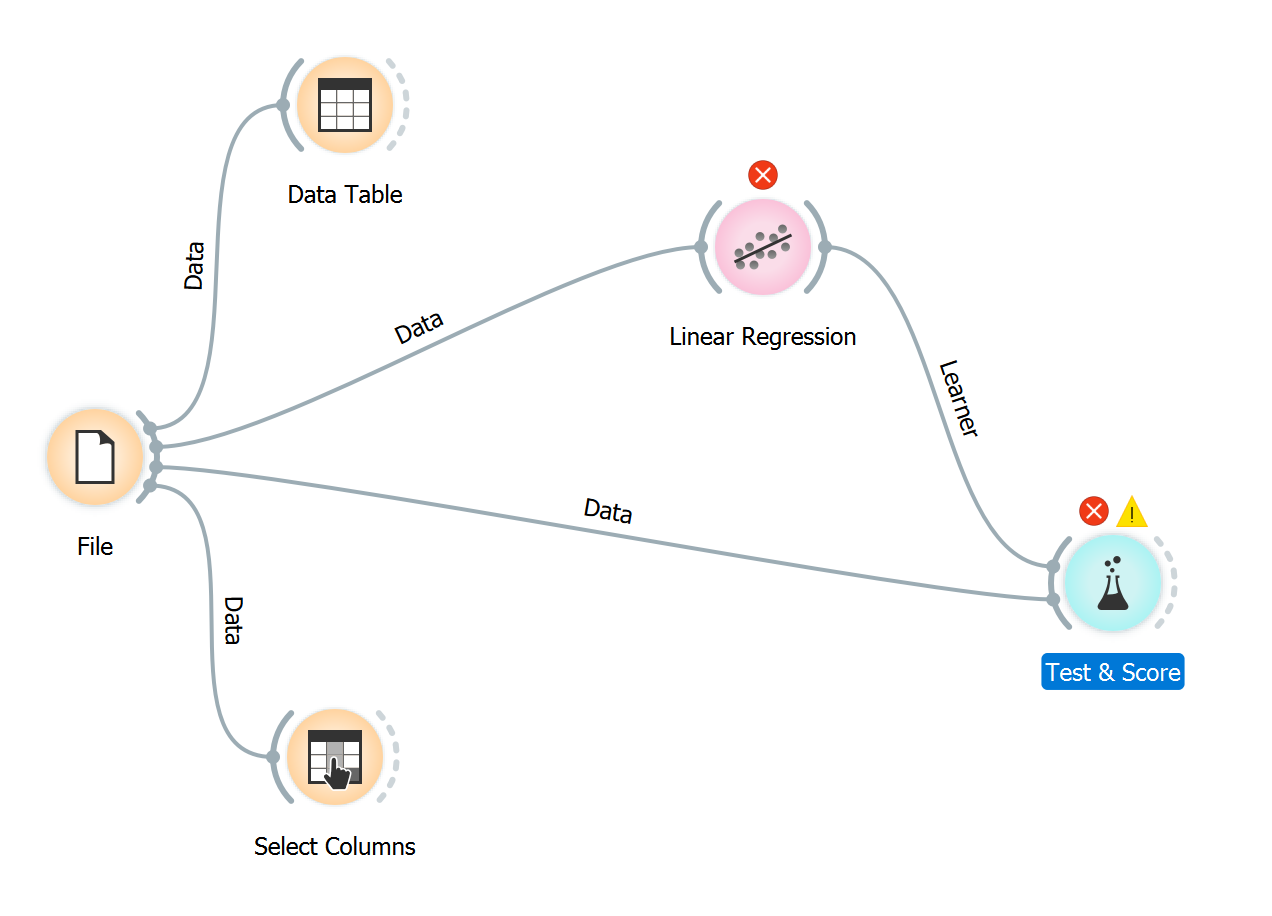 Data Table
Data
Data
Linear Regression
Learner
File
Data
Data
Test & Score
Select Columns